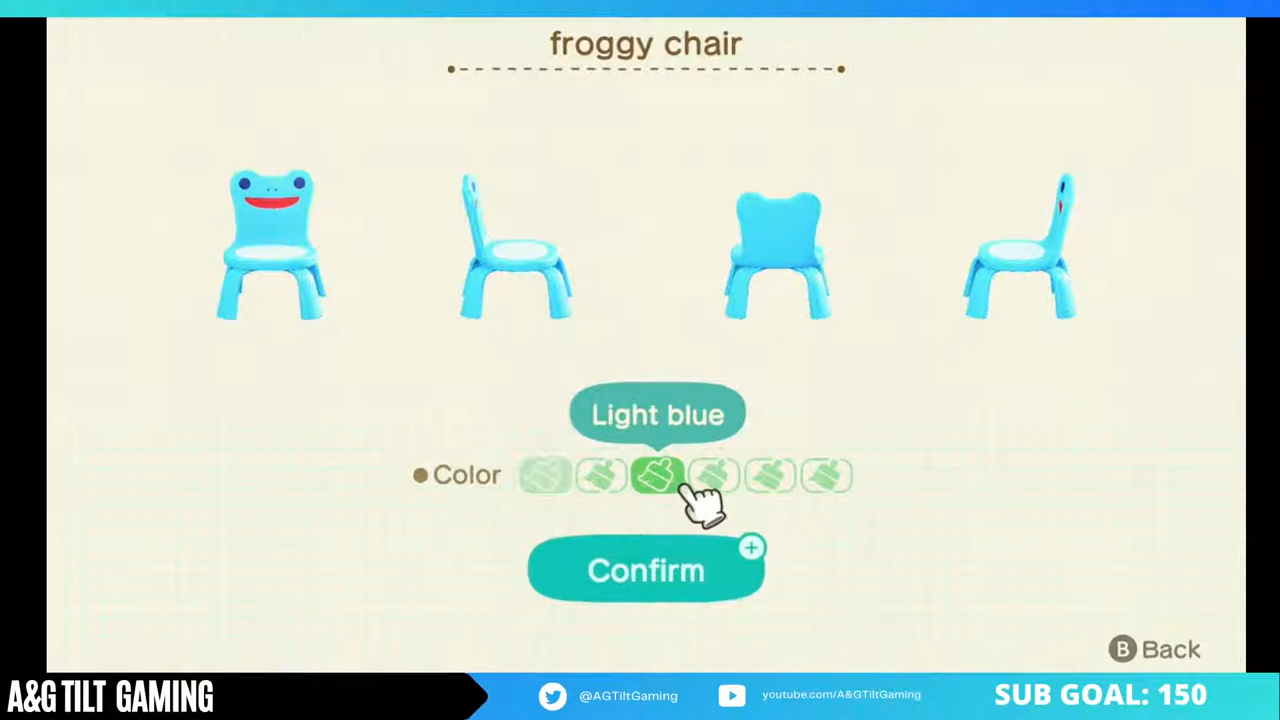 froggy chair
Light blue
Color
Confirm
B Back
A&G TILT GAMING
@AGTiltGaming
youtube.com/A&GTiltGaming
SUB GOAL: 150